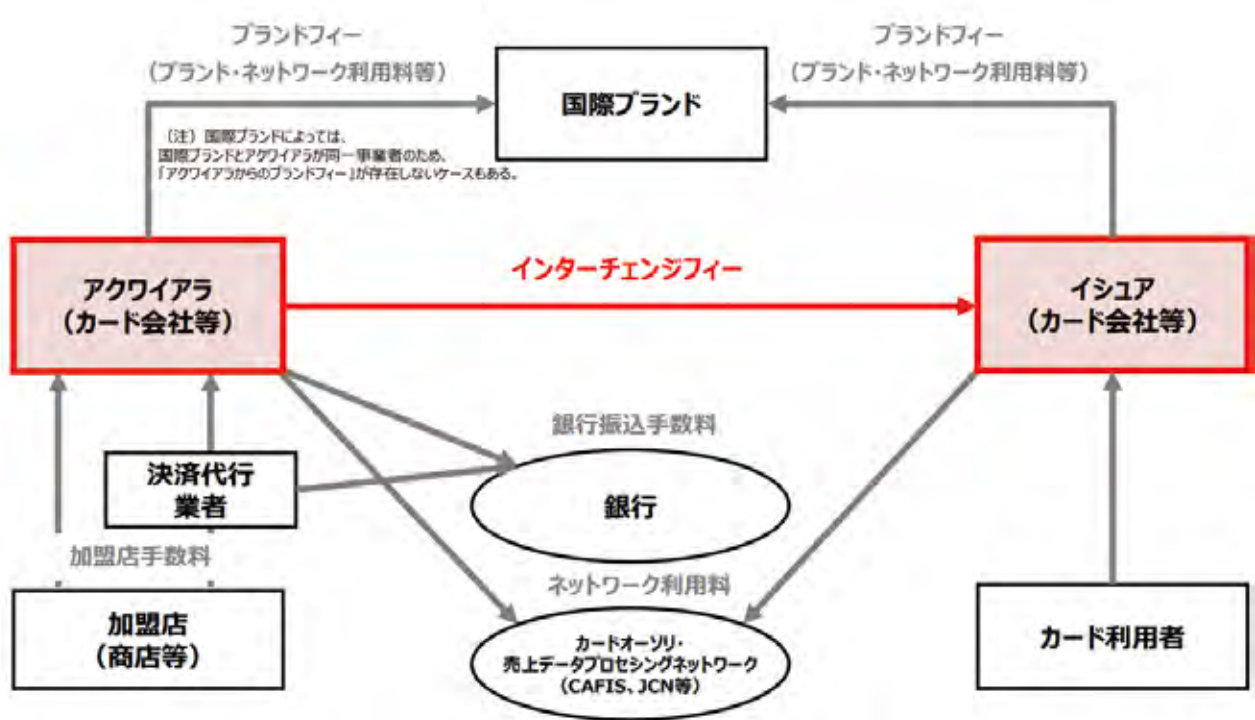 ブランドフィー
(ブランド・ネットワーク利用料等)
ブランドフィー
(ブランド・ネットワーク利用料等)
国際ブランド
(注)国際ブランドによっては、
国際ブランドとアクワイアラが同一事業者のため、
「アクワイアラからのブランドフィー」が存在しないケースもある。
アクワイアラ
(カード会社等)
インターチェンジフィー
イシュア
(カード会社等)
銀行振込手数料
決済代行
業者
銀行
加盟店手数料
ネットワーク利用料
加盟店
(商店等)
カードオーソリ・
売上データプロセシングネットワーク
(CAFIS、JCN等)
カード利用者